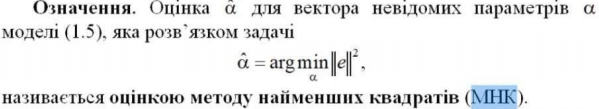 Означення. Оцінка α̂ для вектора невідомих параметрів α
моделі (1.5), яка розв`язком задачі
α̂ = arg min ‖e‖²,
α
називається оцінкою методу найменших квадратів (МНК).